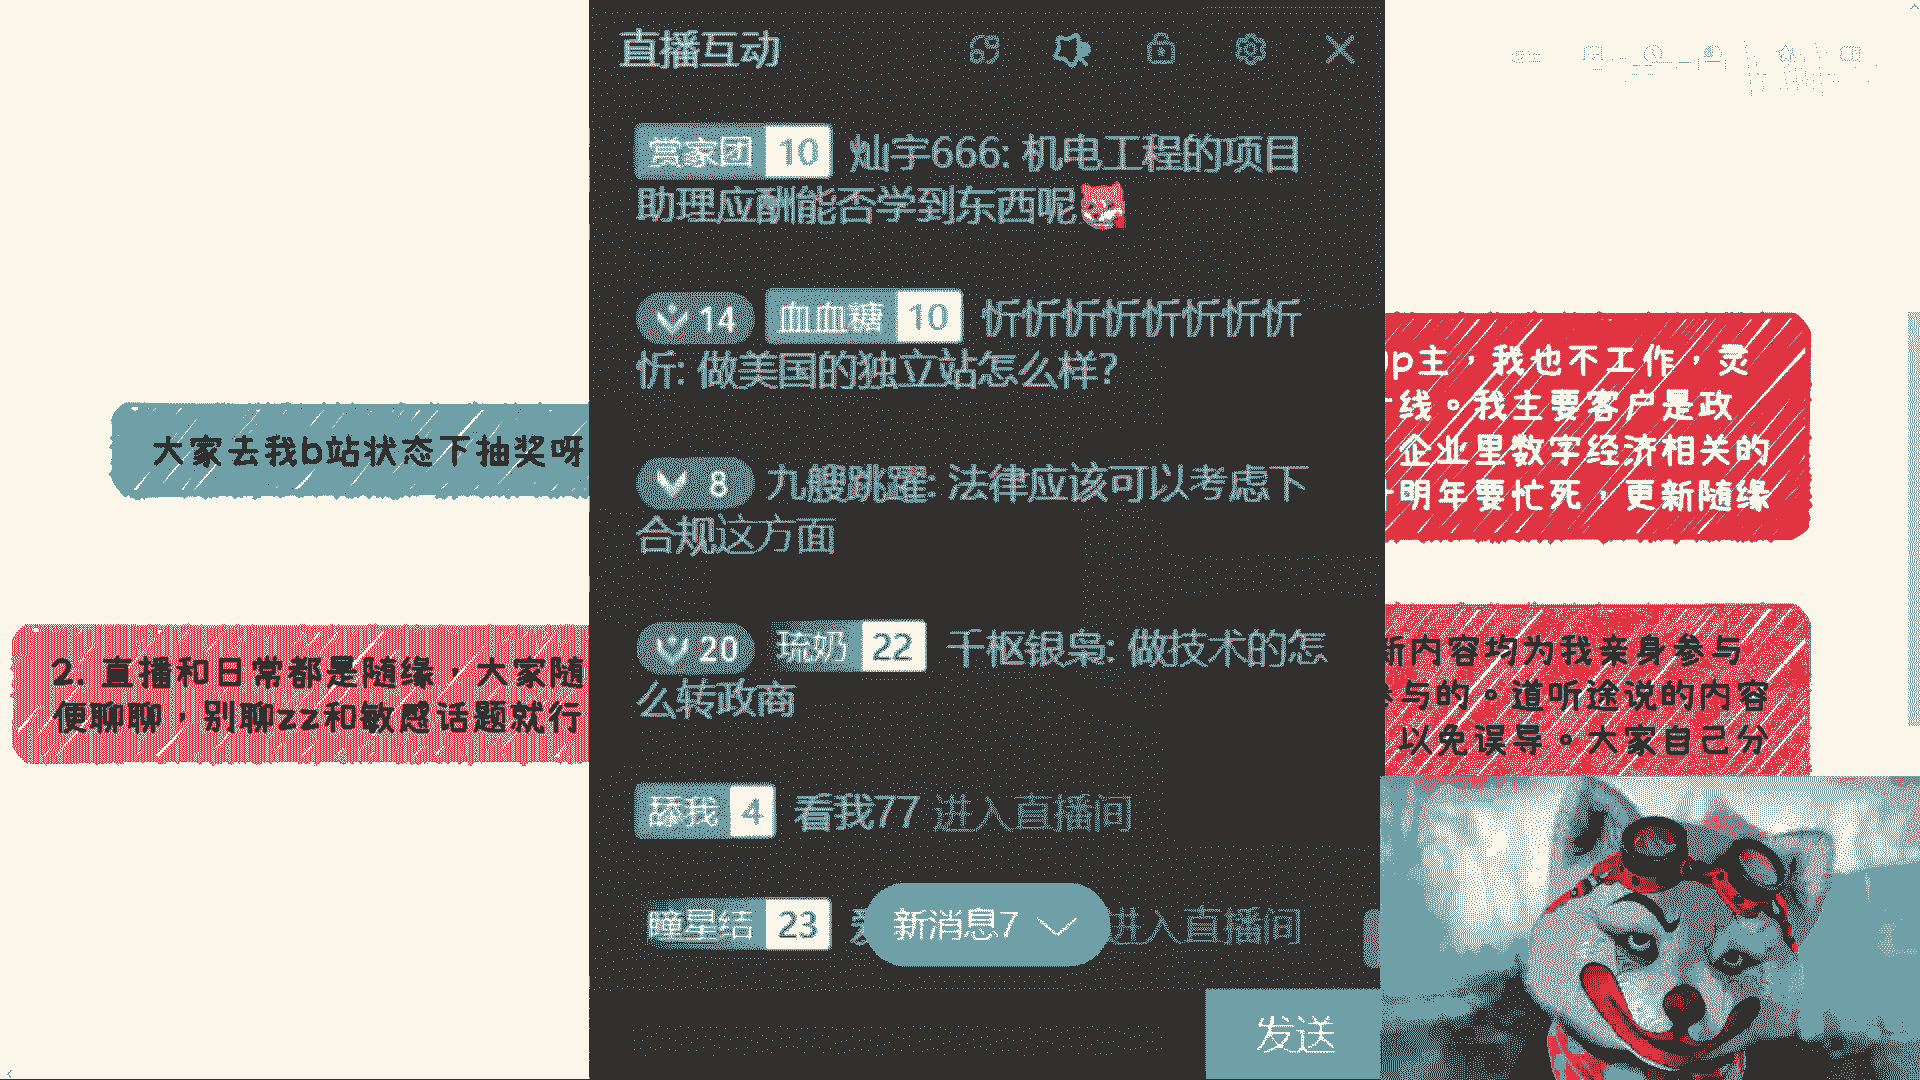 直播互动
赏家团 10 灿宇666: 机电工程的项目
助理应酬能否学到东西呢
14 血血糖 10 忻忻忻忻忻忻忻忻
忻: 做美国的独立站怎么样?
8 九艘跳躍: 法律应该可以考虑下
合规这方面
20 琉奶 22 千枢银枭: 做技术的怎
么转政商
舔我 4 看我77 进入直播间
瞳星结 23 进入直播间
新消息7
发送
大家去我b站状态下抽奖呀
2. 直播和日常都是随缘，大家随
便聊聊，别聊zz和敏感话题就行
p主，我也不工作，灵
线。我主要客户是政
企业里数字经济相关的
明年要忙死，更新随缘
新内容均为我亲身参与
参与的。道听途说的内容
以免误导。大家自己分